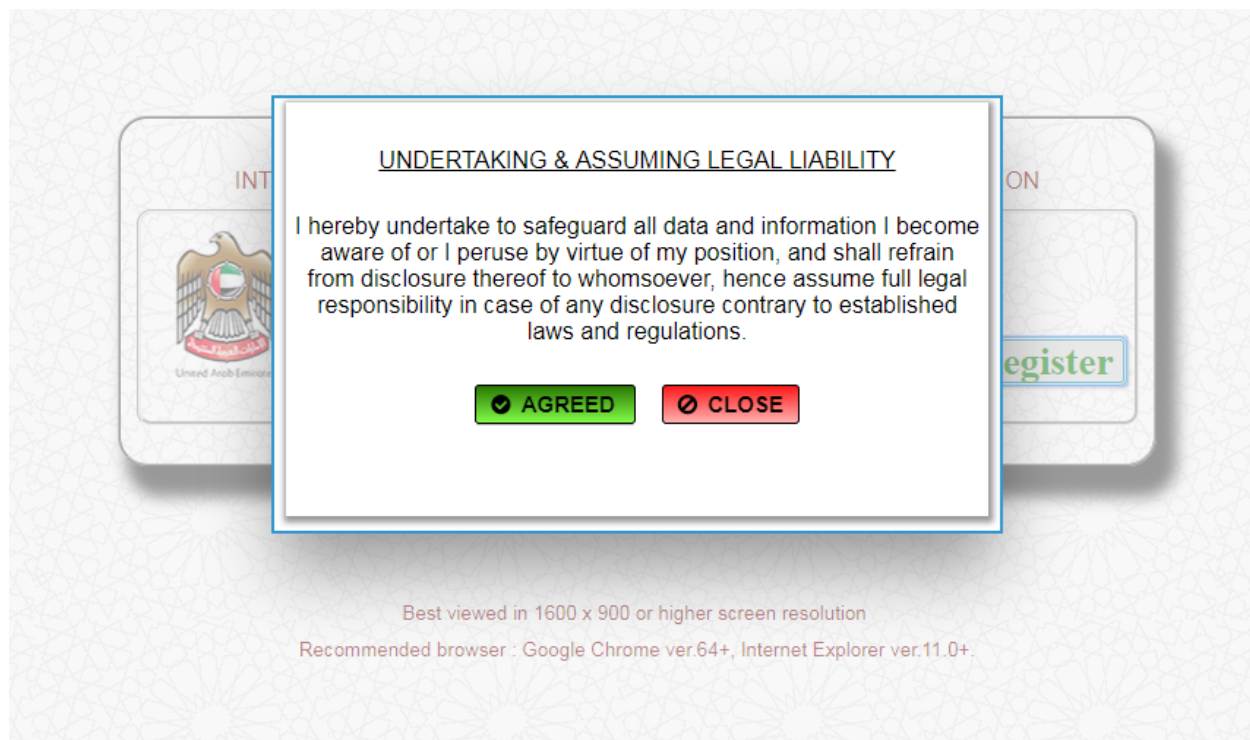 UNDERTAKING & ASSUMING LEGAL LIABILITY
INT
ON
I hereby undertake to safeguard all data and information I become
aware of or I peruse by virtue of my position, and shall refrain
from disclosure thereof to whomsoever, hence assume full legal
responsibility in case of any disclosure contrary to established
laws and regulations.
United Arab Emirates
egister
AGREED
CLOSE
Best viewed in 1600 x 900 or higher screen resolution
Recommended browser : Google Chrome ver.64+, Internet Explorer ver.11.0+.